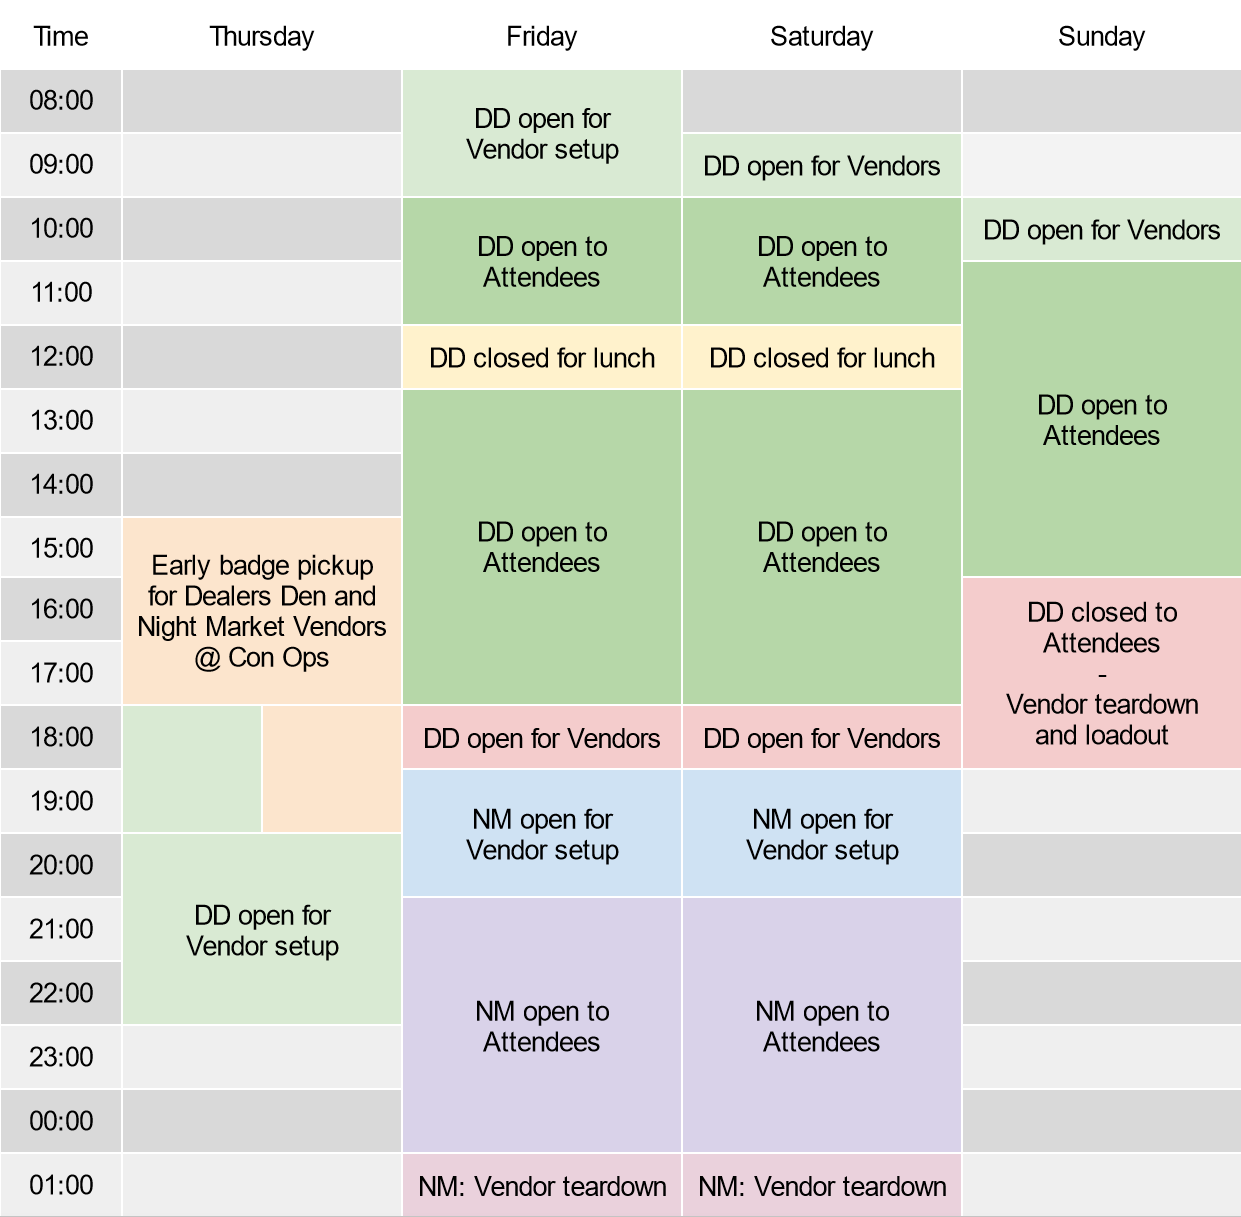 Time Thursday Friday Saturday Sunday
08:00
DD open for
Vendor setup
09:00
DD open for Vendors
10:00
DD open to
Attendees
DD open to
Attendees
DD open for Vendors
11:00
12:00
DD closed for lunch
DD closed for lunch
DD open to
Attendees
13:00
14:00
DD open to
Attendees
DD open to
Attendees
15:00
Early badge pickup
for Dealers Den and
Night Market Vendors
@ Con Ops
16:00
DD closed to
Attendees
-
Vendor teardown
and loadout
17:00
18:00
DD open for Vendors
DD open for Vendors
19:00
NM open for
Vendor setup
NM open for
Vendor setup
20:00
DD open for
Vendor setup
21:00
22:00
NM open to
Attendees
NM open to
Attendees
23:00
00:00
01:00
NM: Vendor teardown
NM: Vendor teardown